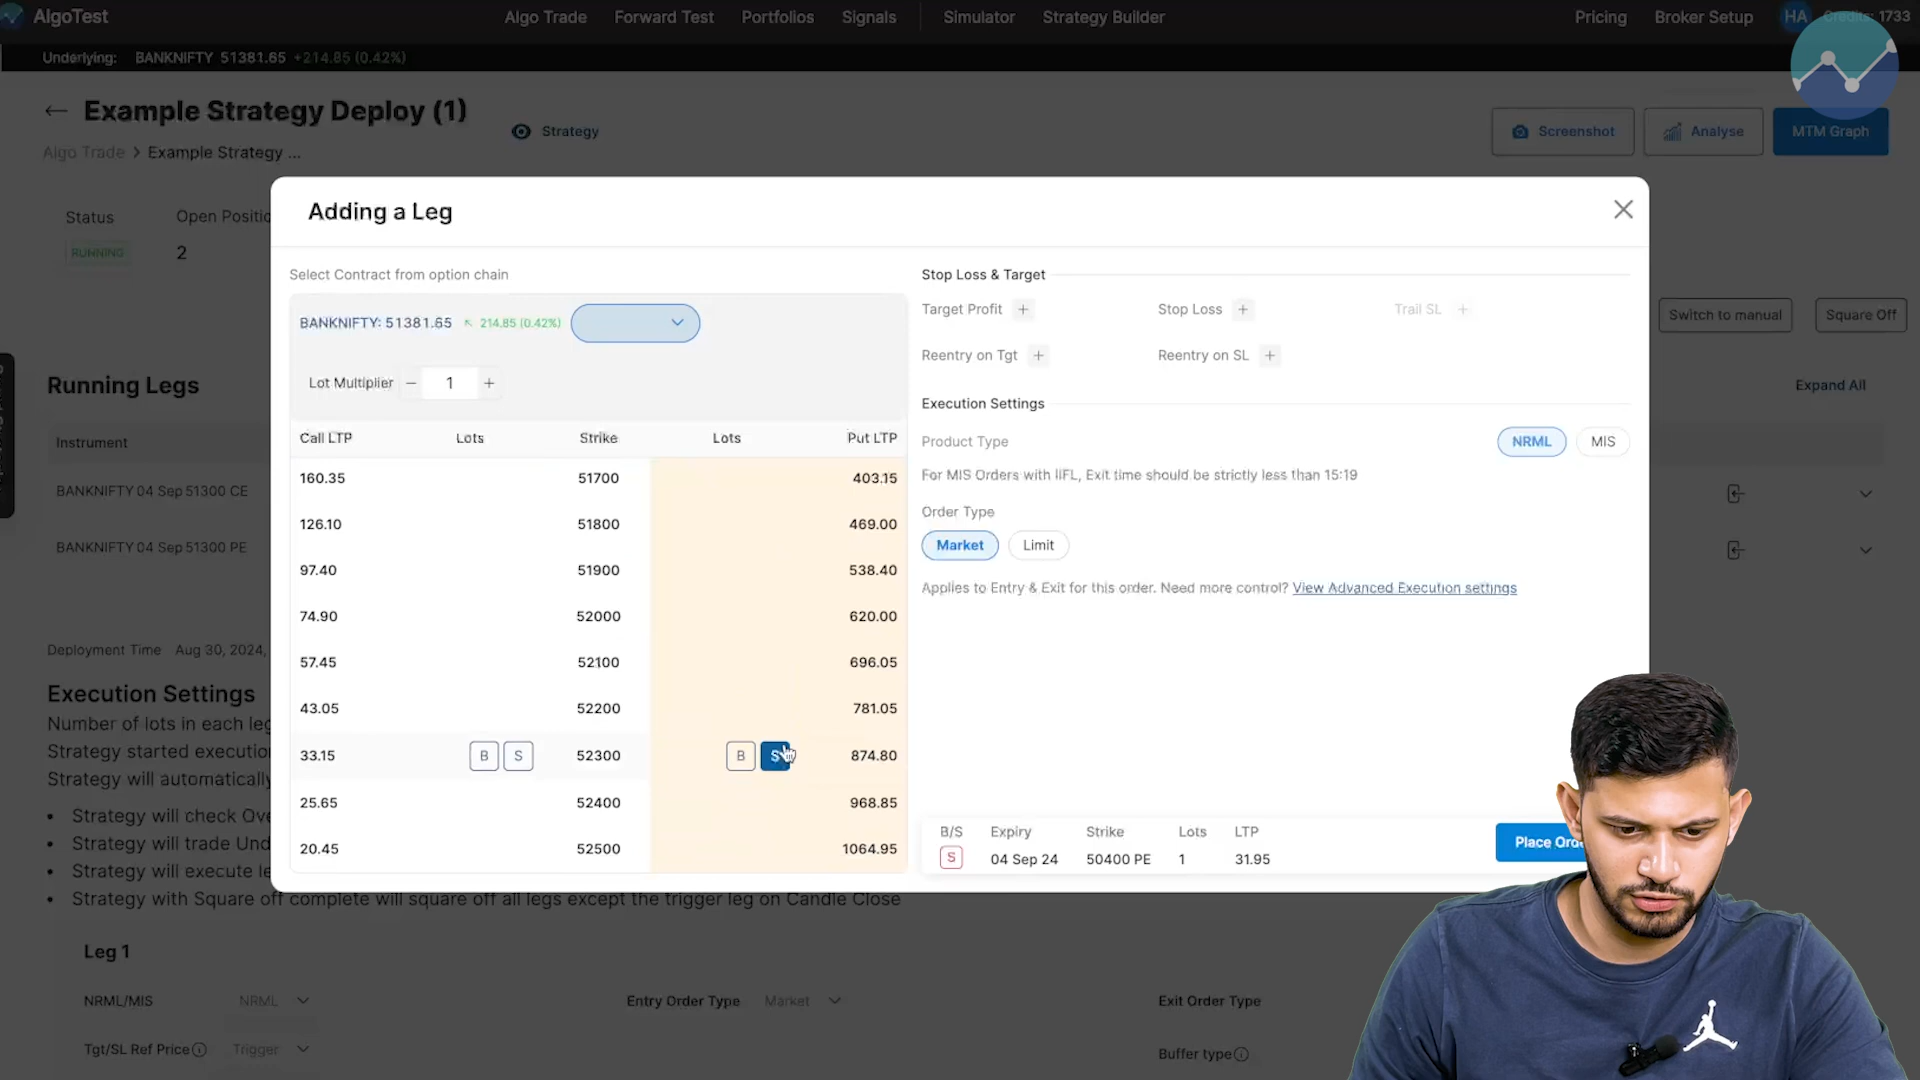 AlgoTest
Algo Trade Forward Test Portfolios Signals Simulator Strategy Builder Pricing Broker Setup HA Credits: 1733
Underlying: BANKNIFTY 51381.65 +214.85 (0.42%)
Example Strategy Deploy (1)
Strategy
Screenshot Analyse MTM Graph
Algo Trade > Example Strategy ...
Adding a Leg
Status Open Positio
RUNNING 2
Select Contract from option chain
BANKNIFTY: 51381.65 214.85 (0.42%)
Lot Multiplier − 1 +
Stop Loss & Target
Target Profit + Stop Loss + Trail SL +
Reentry on Tgt + Reentry on SL +
Switch to manual Square Off
Running Legs
Expand All
Execution Settings
Instrument
Call LTP Lots Strike Lots Put LTP
160.35 51700 403.15
126.10 51800 469.00
97.40 51900 538.40
74.90 52000 620.00
57.45 52100 696.05
43.05 52200 781.05
33.15 B S 52300 B S 874.80
25.65 52400 968.85
20.45 52500 1064.95
Product Type NRML MIS
For MIS Orders with IIFL, Exit time should be strictly less than 15:19
Order Type
Market Limit
Applies to Entry & Exit for this order. Need more control? View Advanced Execution settings
B/S Expiry Strike Lots LTP
S 04 Sep 24 50400 PE 1 31.95
Place Ord
BANKNIFTY 04 Sep 51300 CE
BANKNIFTY 04 Sep 51300 PE
Deployment Time Aug 30, 2024,
Execution Settings
Number of lots in each leg
Strategy started execution
Strategy will automatically
• Strategy will check Ove
• Strategy will trade Und
• Strategy will execute le
• Strategy with Square off complete will square off all legs except the trigger leg on Candle Close
Leg 1
NRML/MIS NRML Entry Order Type Market Exit Order Type
Tgt/SL Ref Price Trigger Buffer type